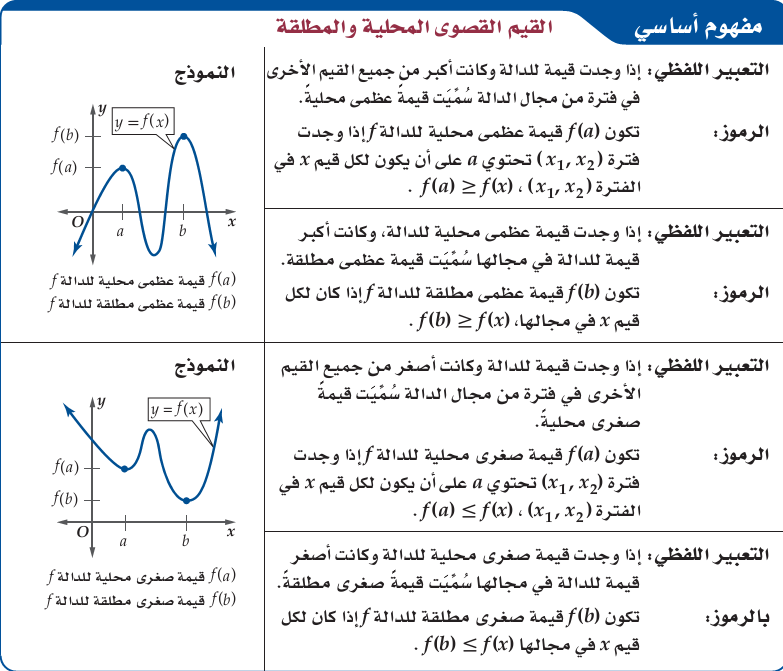 مفهوم أساسي
القيم القصوى المحلية والمطلقة
التعبير اللفظي: إذا وجدت قيمة للدالة وكانت أكبر من جميع القيم الأخرى
في فترة من مجال الدالة سُمِّيَت قيمةً عظمى محليةً.
الرموز: تكون f(a) قيمة عظمى محلية للدالة f إذا وجدت
فترة (x₁, x₂) تحتوي a على أن يكون لكل قيم x في
الفترة (x₁, x₂) ، f(a) ≥ f(x) .
النموذج
y
y = f(x)
f(b)
f(a)
O
a
b
x
f(a) قيمة عظمى محلية للدالة f
f(b) قيمة عظمى مطلقة للدالة f
التعبير اللفظي: إذا وجدت قيمة عظمى محلية للدالة، وكانت أكبر
قيمة للدالة في مجالها سُمِّيَت قيمة عظمى مطلقة.
الرموز: تكون f(b) قيمة عظمى مطلقة للدالة f إذا كان لكل
قيم x في مجالها، f(b) ≥ f(x) .
التعبير اللفظي: إذا وجدت قيمة للدالة وكانت أصغر من جميع القيم
الأخرى في فترة من مجال الدالة سُمِّيَت قيمةً
صغرى محليةً.
الرموز: تكون f(a) قيمة صغرى محلية للدالة f إذا وجدت
فترة (x₁, x₂) تحتوي a على أن يكون لكل قيم x في
الفترة (x₁, x₂) ، f(a) ≤ f(x) .
النموذج
y
y = f(x)
f(a)
f(b)
O
a
b
x
f(a) قيمة صغرى محلية للدالة f
f(b) قيمة صغرى مطلقة للدالة f
التعبير اللفظي: إذا وجدت قيمة صغرى محلية للدالة وكانت أصغر
قيمة للدالة في مجالها سُمِّيَت قيمةً صغرى مطلقةً.
بالرموز: تكون f(b) قيمة صغرى مطلقة للدالة f إذا كان لكل
قيم x في مجالها f(b) ≤ f(x) .